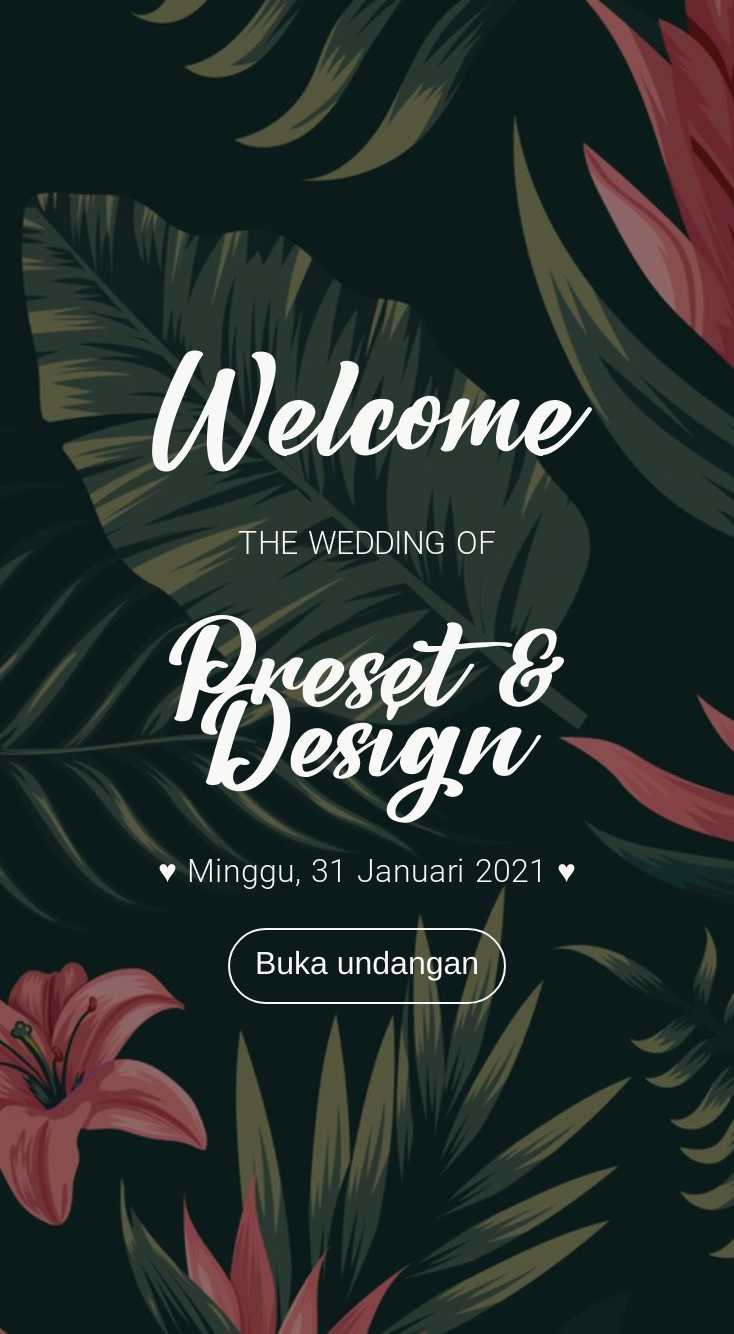 Welcome
THE WEDDING OF
Preset &
Design
♥ Minggu, 31 Januari 2021 ♥
Buka undangan